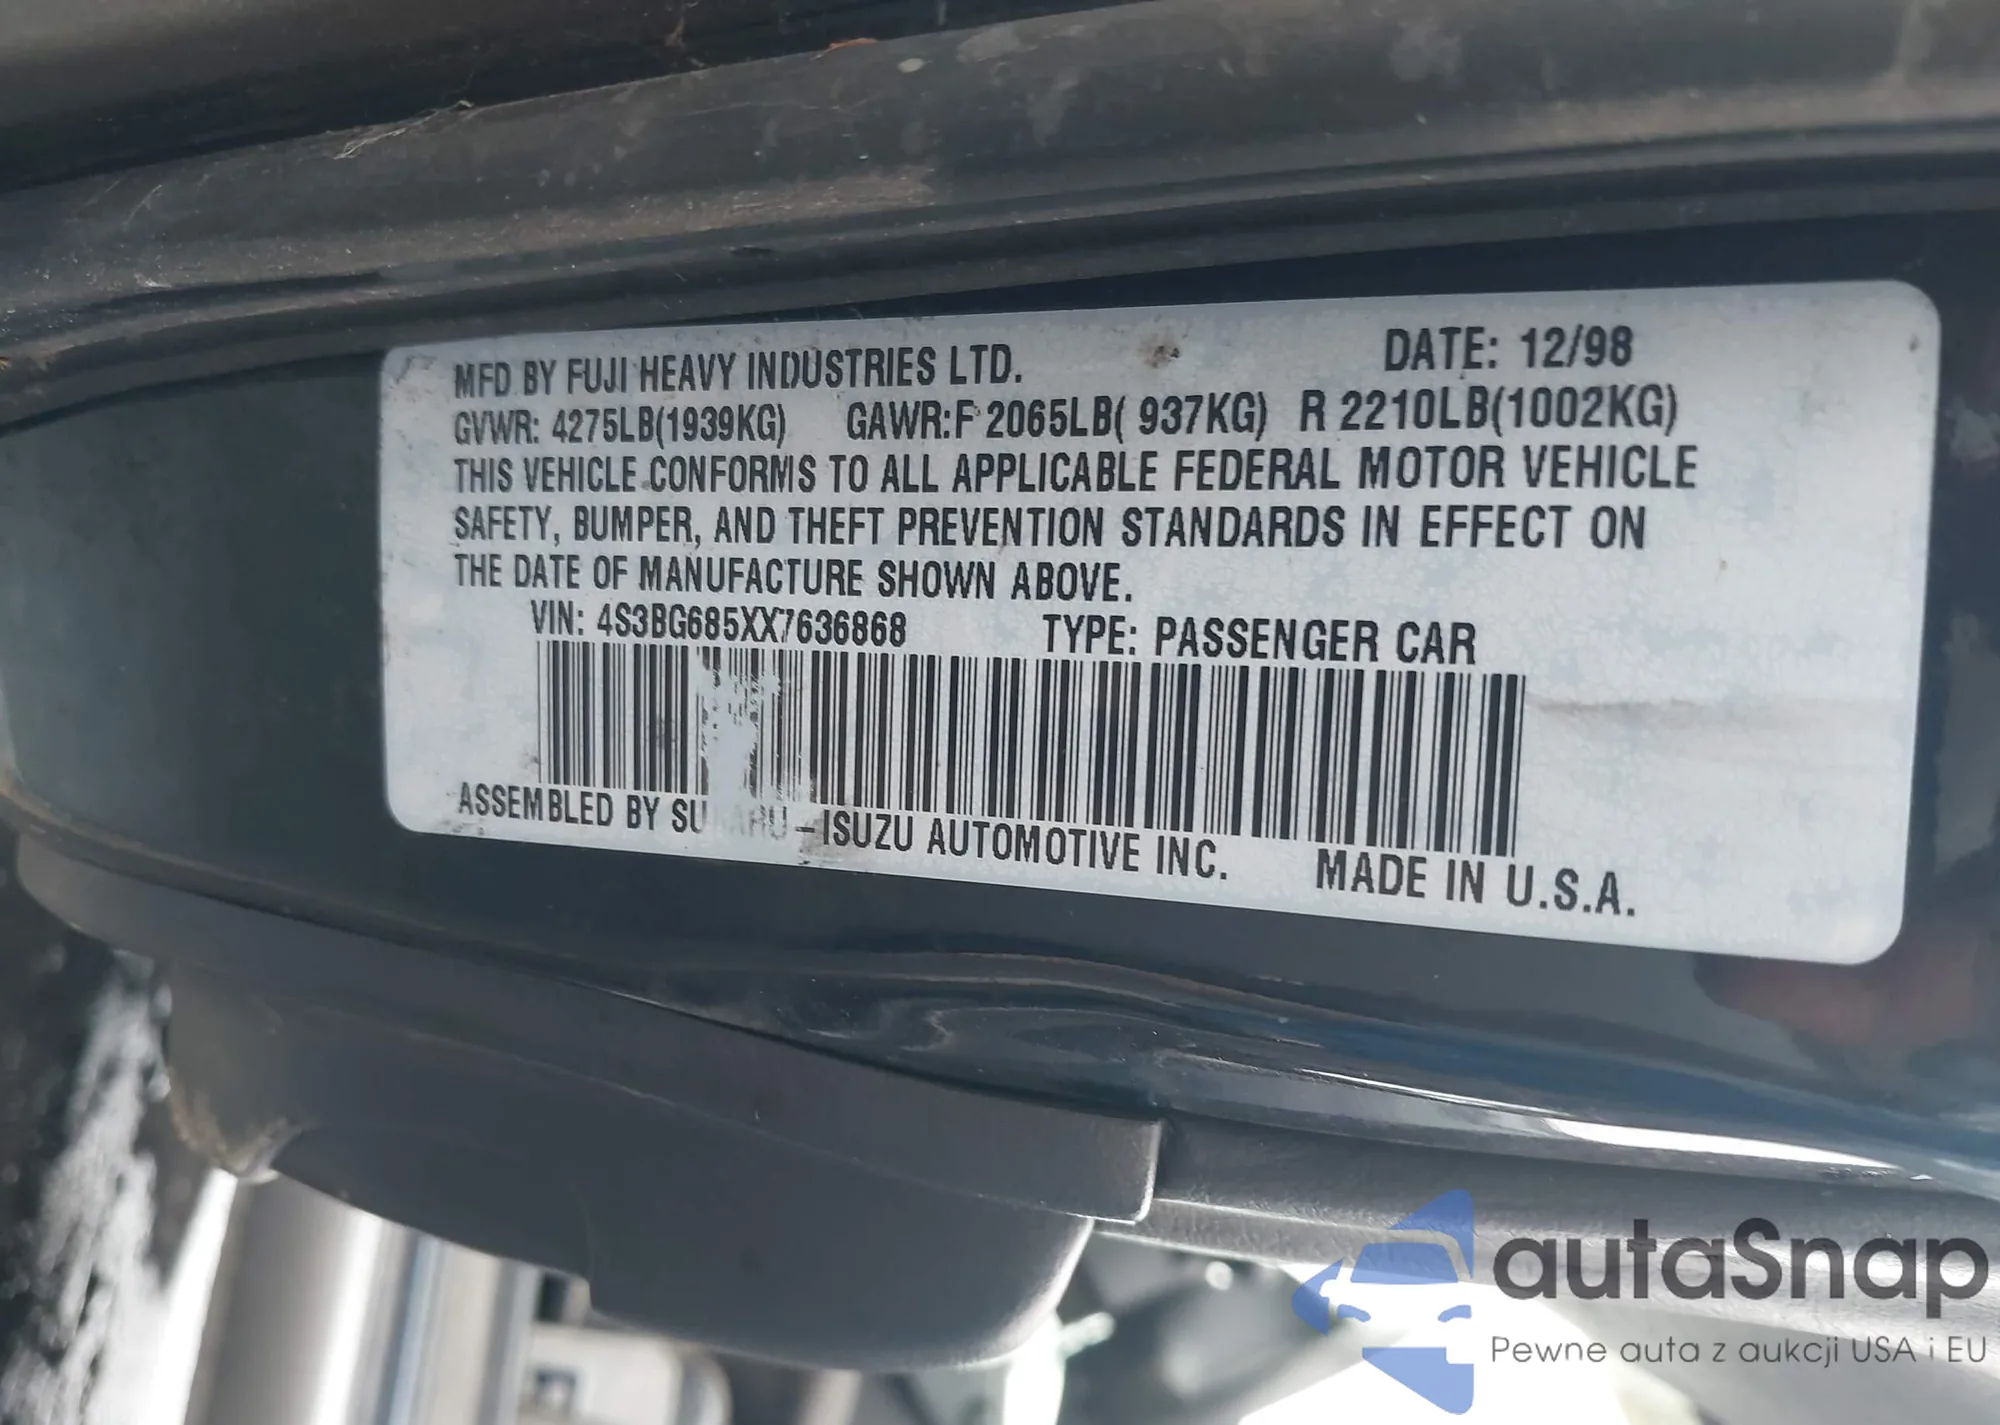 MFD BY FUJI HEAVY INDUSTRIES LTD. DATE: 12/98
GVWR: 4275LB(1939KG) GAWR:F 2065LB( 937KG) R 2210LB(1002KG)
THIS VEHICLE CONFORMS TO ALL APPLICABLE FEDERAL MOTOR VEHICLE
SAFETY, BUMPER, AND THEFT PREVENTION STANDARDS IN EFFECT ON
THE DATE OF MANUFACTURE SHOWN ABOVE.
VIN: 4S3BG685XX7636868 TYPE: PASSENGER CAR
ASSEMBLED BY -ISUZU AUTOMOTIVE INC. MADE IN U.S.A.
autaSnap
Pewne auta z aukcji USA i EU